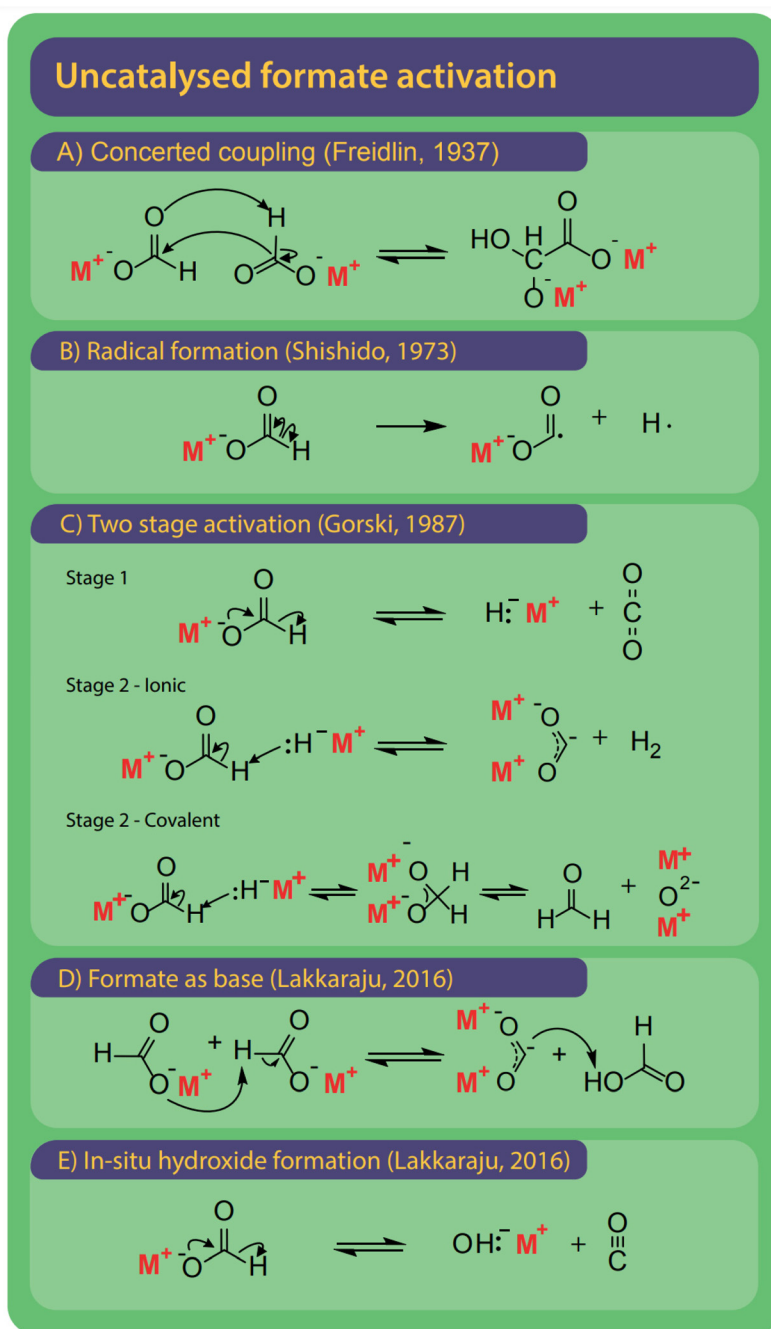 Uncatalysed formate activation
A) Concerted coupling (Freidlin, 1937)
O H O
M⁺ ⁻O H O O⁻ M⁺ ⇌ HO H C O⁻ M⁺
O⁻ M⁺
B) Radical formation (Shishido, 1973)
O O
M⁺ ⁻O H → M⁺ ⁻O · + H ·
C) Two stage activation (Gorski, 1987)
Stage 1
O
M⁺ ⁻O H ⇌ H:⁻ M⁺ + O=C=O
Stage 2 - Ionic
O M⁺ ⁻O
M⁺ ⁻O H :H⁻ M⁺ ⇌ M⁺ O ⁻ + H₂
Stage 2 - Covalent
O M⁺ ⁻O H O M⁺
M⁺ ⁻O H :H⁻ M⁺ ⇌ M⁺ ⁻O H ⇌ H H + O²⁻
M⁺
D) Formate as base (Lakkaraju, 2016)
O O M⁺ ⁻O H
H + H ⇌ ⁻ +
O⁻ M⁺ O⁻ M⁺ M⁺ O HO O
E) In-situ hydroxide formation (Lakkaraju, 2016)
O
M⁺ ⁻O H ⇌ OH:⁻ M⁺ + O≡C